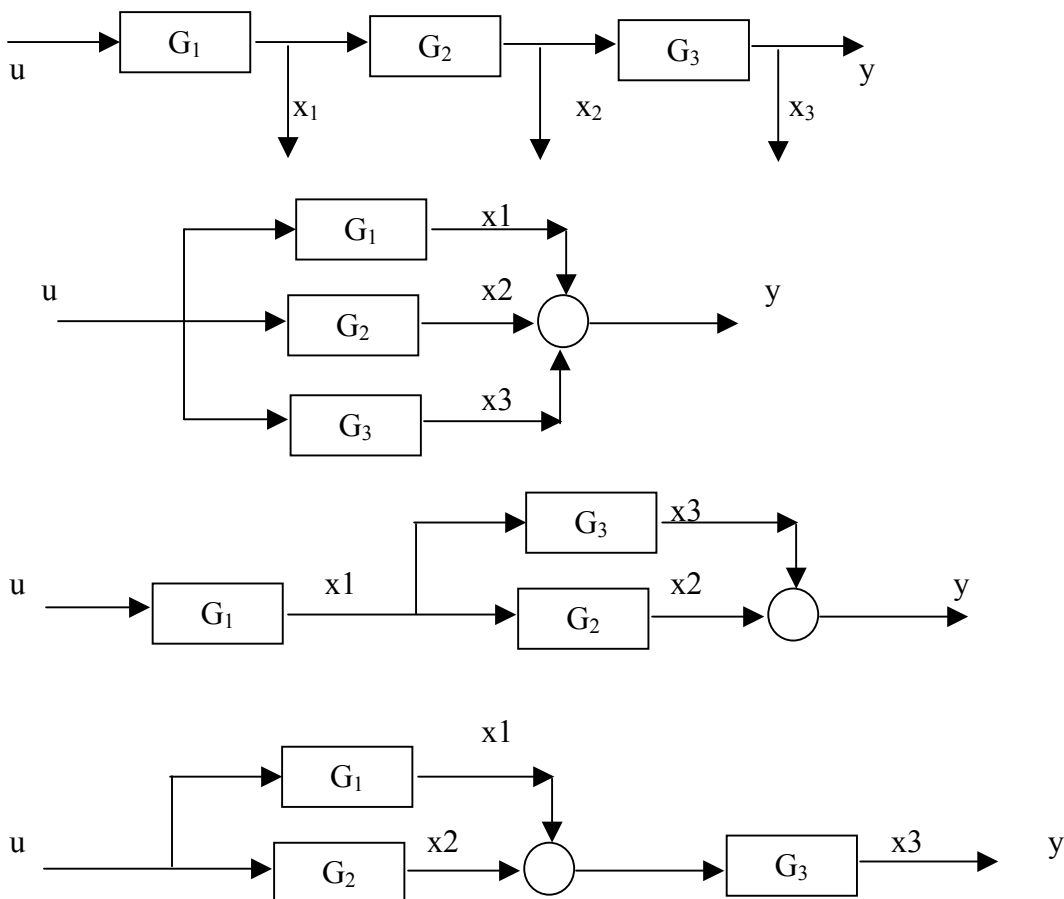 G₁ G₂ G₃
u y
x₁ x₂ x₃
G₁ x1
u x2 y
G₂
x3
G₃
G₃ x3
u x1 x2 y
G₁ G₂
x1
G₁
u x2 x3 y
G₂ G₃